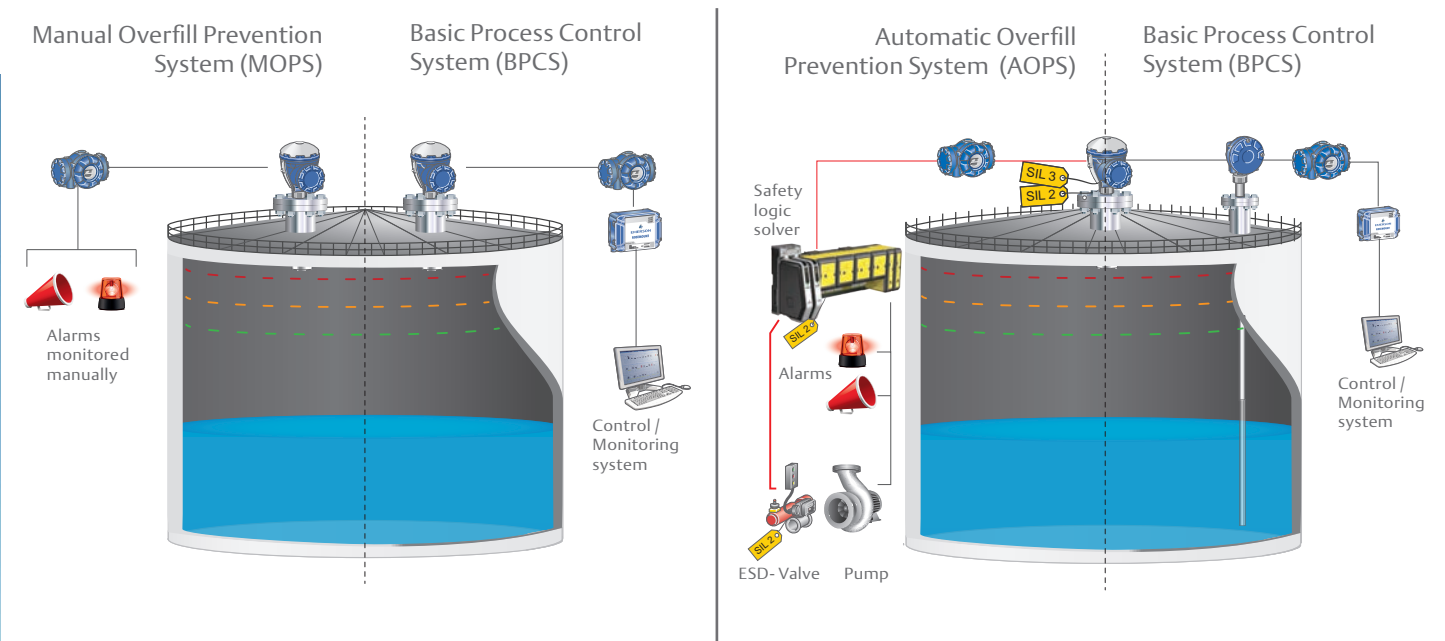 Manual Overfill Prevention
System (MOPS)
Basic Process Control
System (BPCS)
Alarms
monitored
manually
EMERSON
Control /
Monitoring
system
Automatic Overfill
Prevention System (AOPS)
Basic Process Control
System (BPCS)
SIL 3
SIL 2
Safety
logic
solver
SIL 2
Alarms
SIL 2
ESD- Valve
Pump
EMERSON
Control /
Monitoring
system